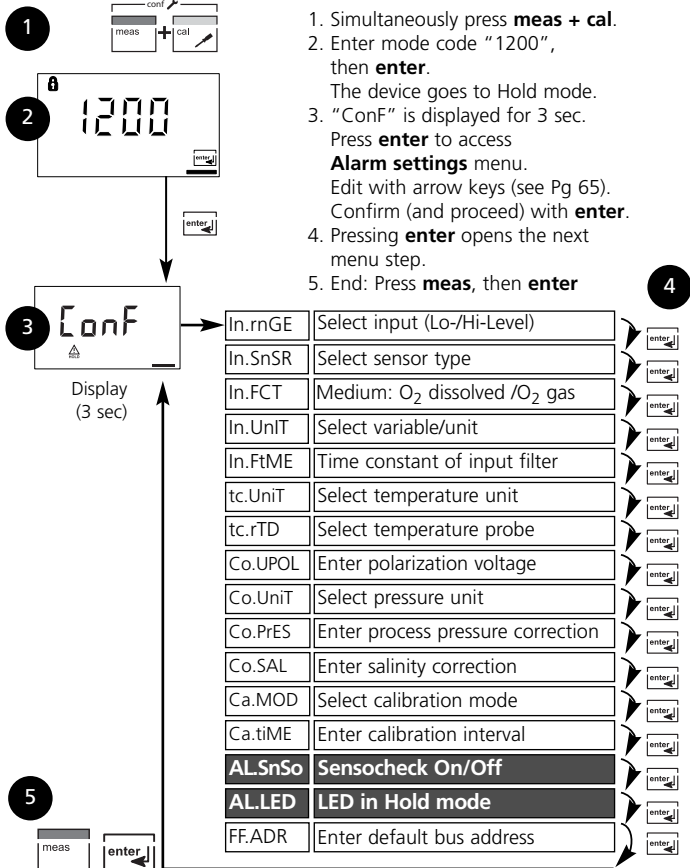 1
conf
meas + cal
1. Simultaneously press meas + cal.
2. Enter mode code “1200”,
then enter.
The device goes to Hold mode.
3. “ConF” is displayed for 3 sec.
Press enter to access
Alarm settings menu.
Edit with arrow keys (see Pg 65).
Confirm (and proceed) with enter.
4. Pressing enter opens the next
menu step.
5. End: Press meas, then enter
2
1200
enter
enter
3
ConF
HOLD
Display
(3 sec)
4
In.rnGE Select input (Lo-/Hi-Level)
enter
In.SnSR Select sensor type
enter
In.FCT Medium: O2 dissolved /O2 gas
enter
In.UnIT Select variable/unit
enter
In.FtME Time constant of input filter
enter
tc.UniT Select temperature unit
enter
tc.rTD Select temperature probe
enter
Co.UPOL Enter polarization voltage
enter
Co.UniT Select pressure unit
enter
Co.PrES Enter process pressure correction
enter
Co.SAL Enter salinity correction
enter
Ca.MOD Select calibration mode
enter
Ca.tiME Enter calibration interval
enter
AL.SnSo Sensocheck On/Off
enter
AL.LED LED in Hold mode
enter
FF.ADR Enter default bus address
enter
5
meas enter